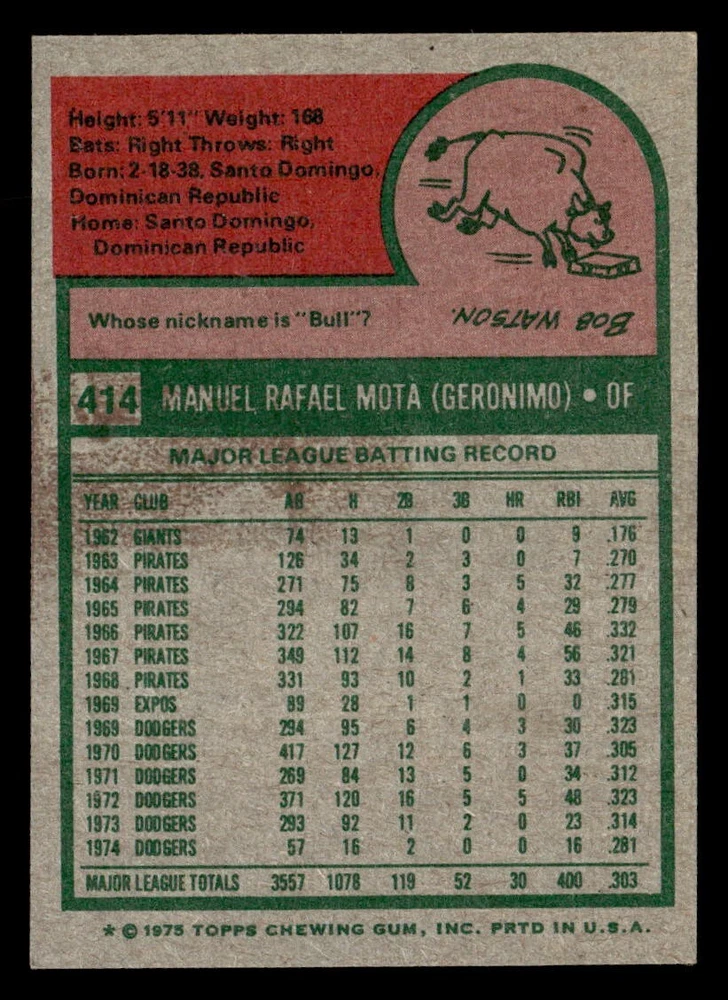 Height: 5'11" Weight: 168
Bats: Right Throws: Right
Born: 2-18-38, Santo Domingo,
Dominican Republic
Home: Santo Domingo,
Dominican Republic
Whose nickname is "Bull"?
BOB WATSON.
414 MANUEL RAFAEL MOTA (GERONIMO) • OF
MAJOR LEAGUE BATTING RECORD
YEAR CLUB AB H 2B 3B HR RBI AVG
1962 GIANTS 74 13 1 0 0 9 .176
1963 PIRATES 126 34 2 3 0 7 .270
1964 PIRATES 271 75 8 3 5 32 .277
1965 PIRATES 294 82 7 6 4 29 .279
1966 PIRATES 322 107 16 7 5 46 .332
1967 PIRATES 349 112 14 8 4 56 .321
1968 PIRATES 331 93 10 2 1 33 .281
1969 EXPOS 89 28 1 1 0 0 .315
1969 DODGERS 294 95 6 4 3 30 .323
1970 DODGERS 417 127 12 6 3 37 .305
1971 DODGERS 269 84 13 5 0 34 .312
1972 DODGERS 371 120 16 5 5 48 .323
1973 DODGERS 293 92 11 2 0 23 .314
1974 DODGERS 57 16 2 0 0 16 .281
MAJOR LEAGUE TOTALS 3557 1078 119 52 30 400 .303
* © 1975 TOPPS CHEWING GUM, INC. PRTD IN U.S.A.